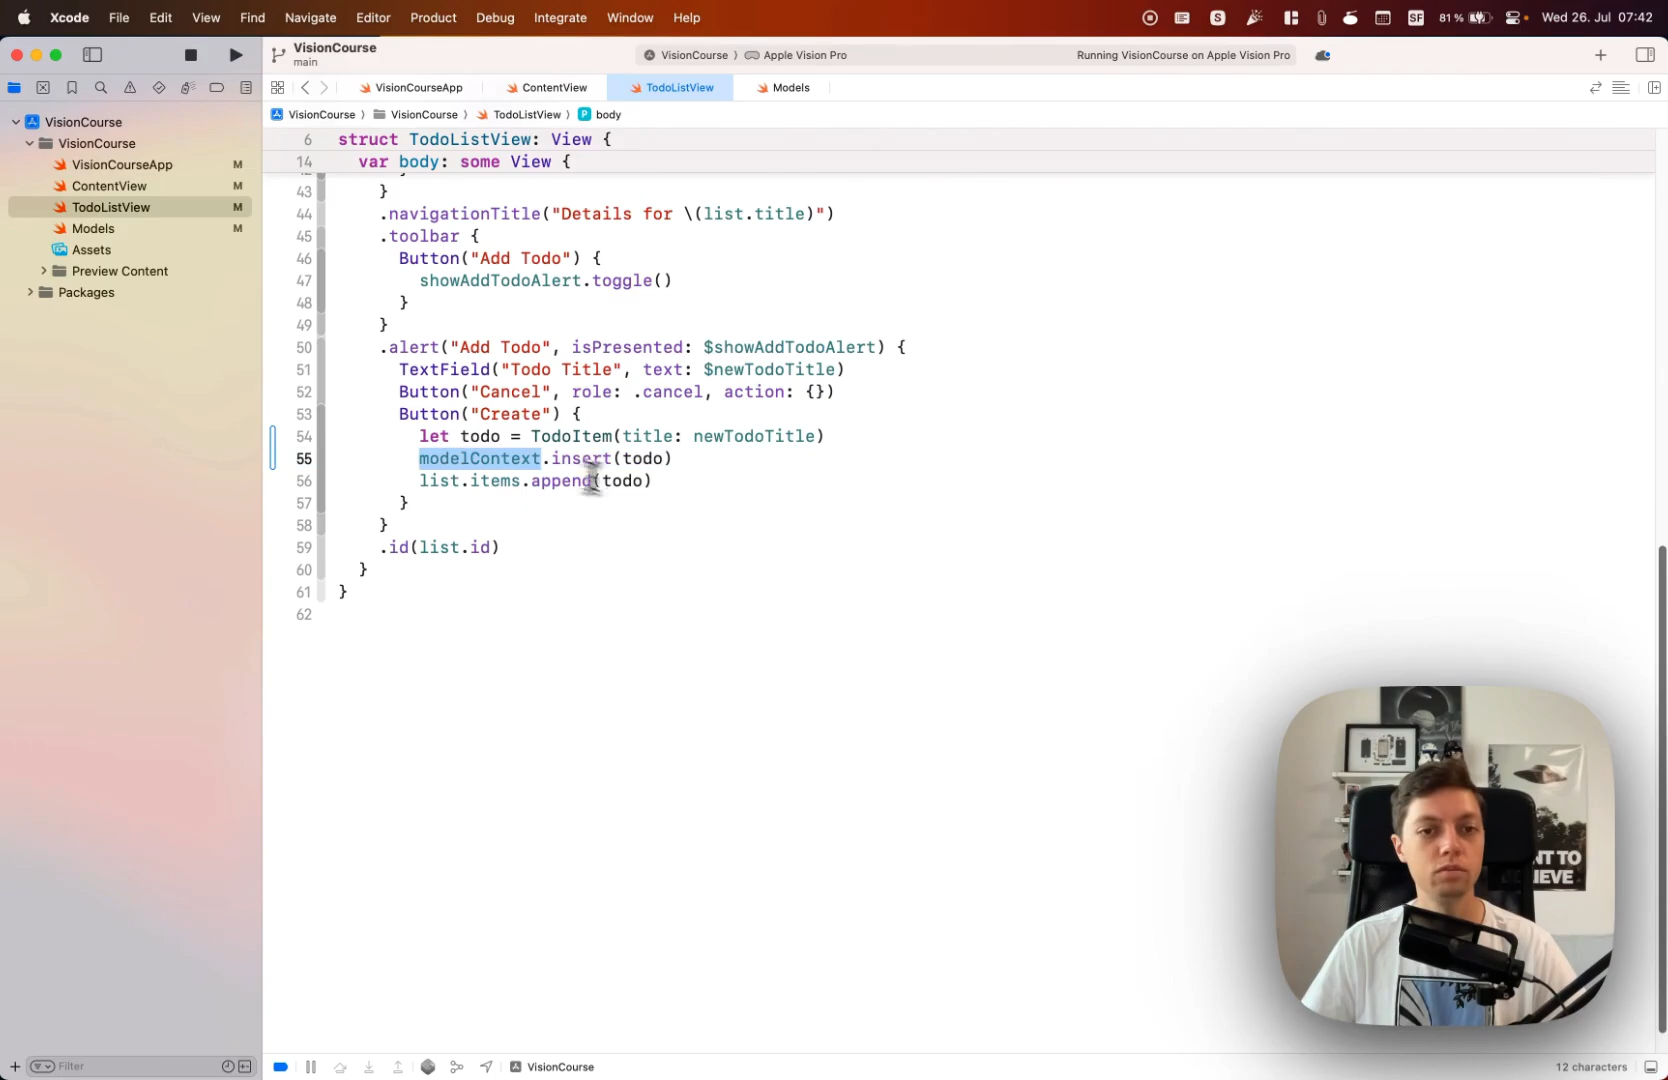 Xcode File Edit View Find Navigate Editor Product Debug Integrate Window Help S SF 81 % Wed 26. Jul 07:42
VisionCourse
main
VisionCourse 〉 Apple Vision Pro
Running VisionCourse on Apple Vision Pro
VisionCourseApp ContentView TodoListView Models
VisionCourse 〉 VisionCourse 〉 TodoListView 〉 P body
VisionCourse
VisionCourse
VisionCourseApp M
ContentView M
TodoListView M
Models M
Assets
Preview Content
Packages
6 struct TodoListView: View {
14 var body: some View {
43 }
44 .navigationTitle("Details for \(list.title)")
45 .toolbar {
46 Button("Add Todo") {
47 showAddTodoAlert.toggle()
48 }
49 }
50 .alert("Add Todo", isPresented: $showAddTodoAlert) {
51 TextField("Todo Title", text: $newTodoTitle)
52 Button("Cancel", role: .cancel, action: {})
53 Button("Create") {
54 let todo = TodoItem(title: newTodoTitle)
55 modelContext.insert(todo)
56 list.items.append(todo)
57 }
58 }
59 .id(list.id)
60 }
61 }
62
NT TO
Filter
VisionCourse
12 characters